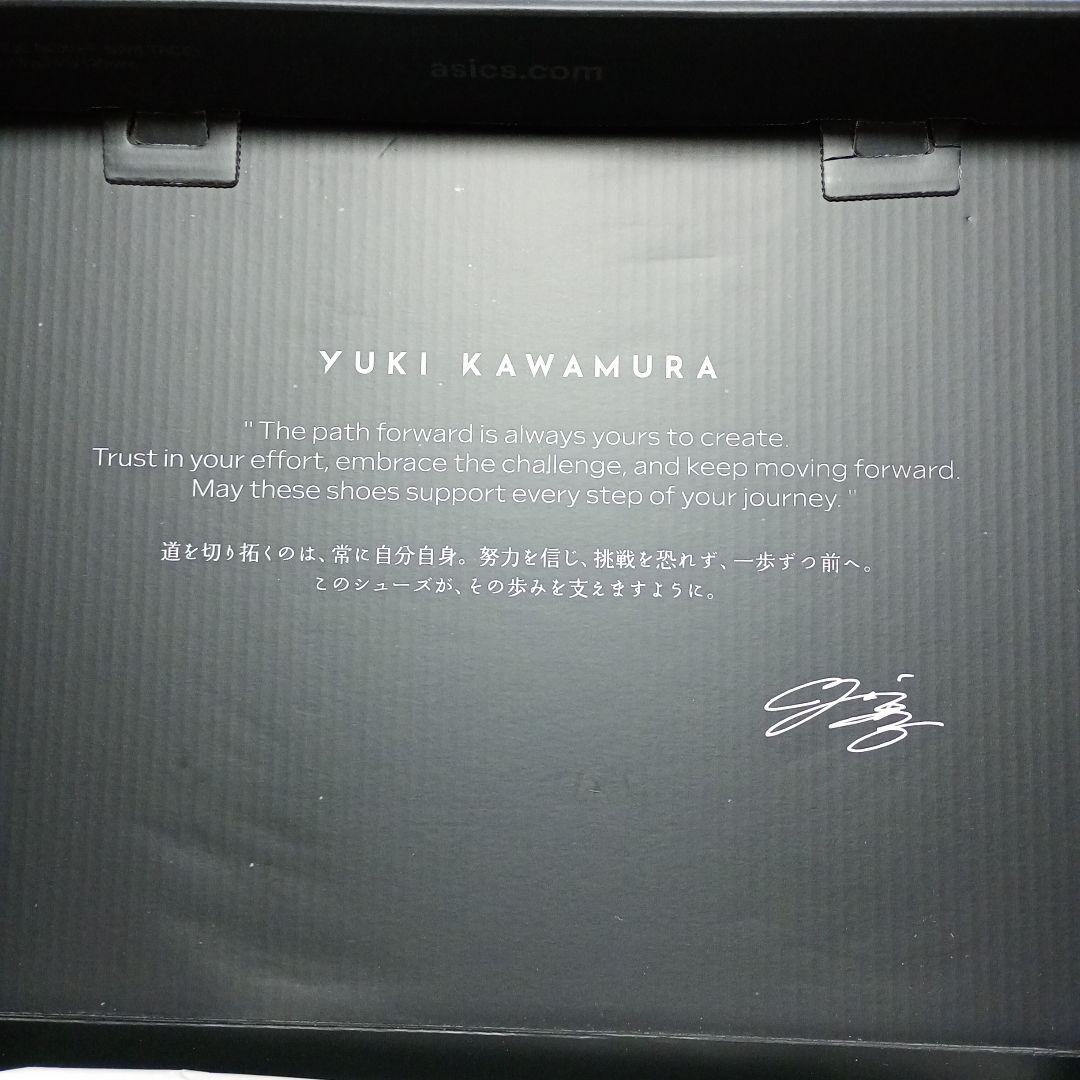 asics.com
YUKI KAWAMURA
" The path forward is always yours to create.
Trust in your effort, embrace the challenge, and keep moving forward.
May these shoes support every step of your journey. "
道を切り拓くのは、常に自分自身。努力を信じ、挑戦を恐れず、一歩ずつ前へ。
このシューズが、その歩みを支えますように。